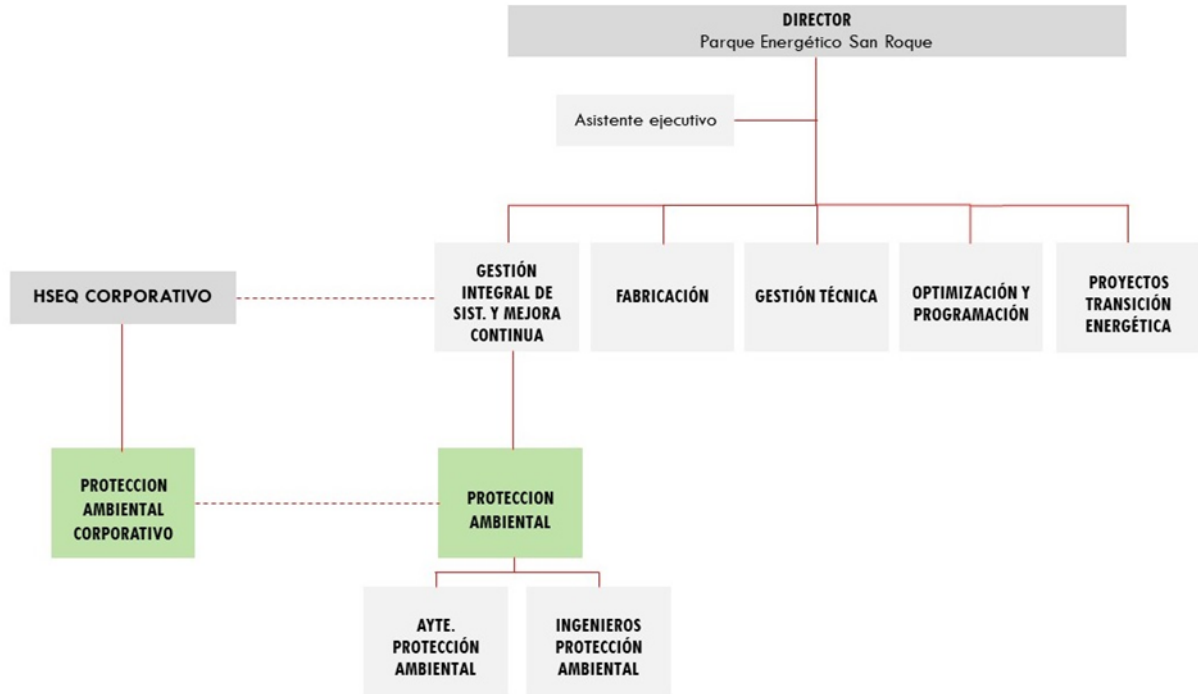 DIRECTOR
Parque Energético San Roque
Asistente ejecutivo
HSEQ CORPORATIVO
GESTIÓN
INTEGRAL DE
SIST. Y MEJORA
CONTINUA
FABRICACIÓN
GESTIÓN TÉCNICA
OPTIMIZACIÓN Y
PROGRAMACIÓN
PROYECTOS
TRANSICIÓN
ENERGÉTICA
PROTECCION
AMBIENTAL
CORPORATIVO
PROTECCION
AMBIENTAL
AYTE.
PROTECCIÓN
AMBIENTAL
INGENIEROS
PROTECCIÓN
AMBIENTAL